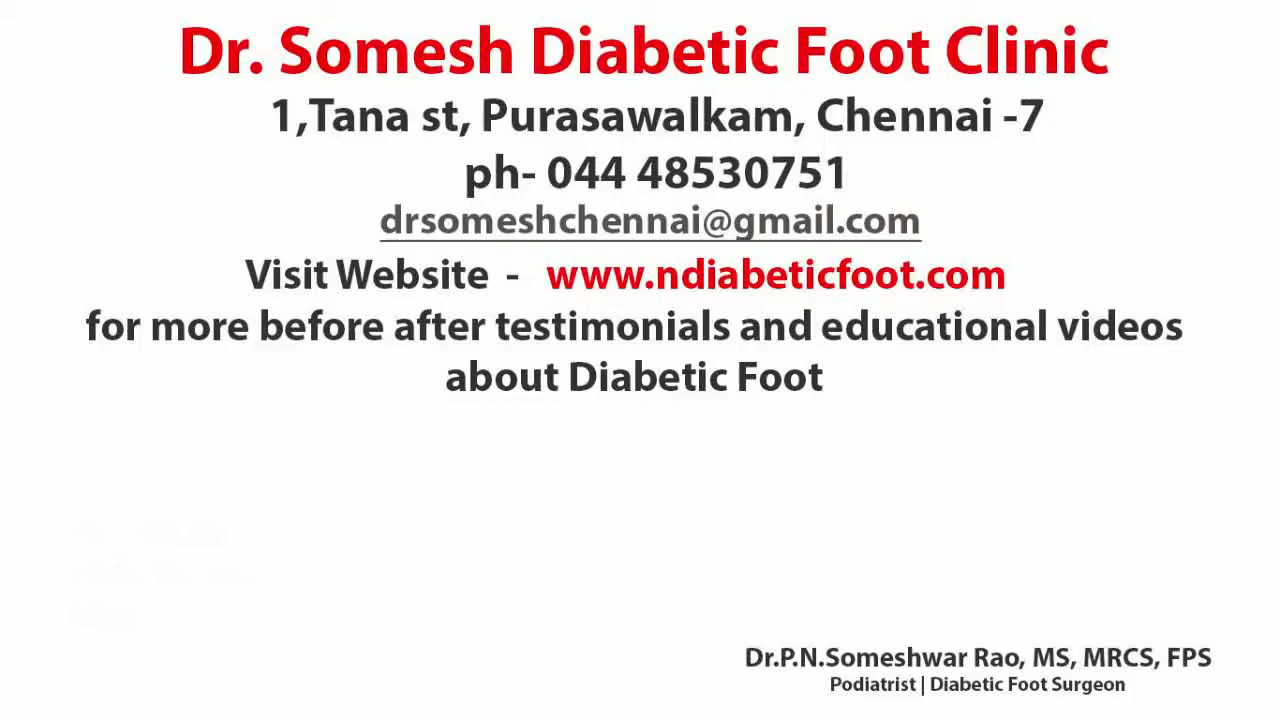 Dr. Somesh Diabetic Foot Clinic
1,Tana st, Purasawalkam, Chennai -7
ph- 044 48530751
drsomeshchennai@gmail.com
Visit Website - www.ndiabeticfoot.com
for more before after testimonials and educational videos
about Diabetic Foot
Dr.P.N.Someshwar Rao, MS, MRCS, FPS
Podiatrist | Diabetic Foot Surgeon